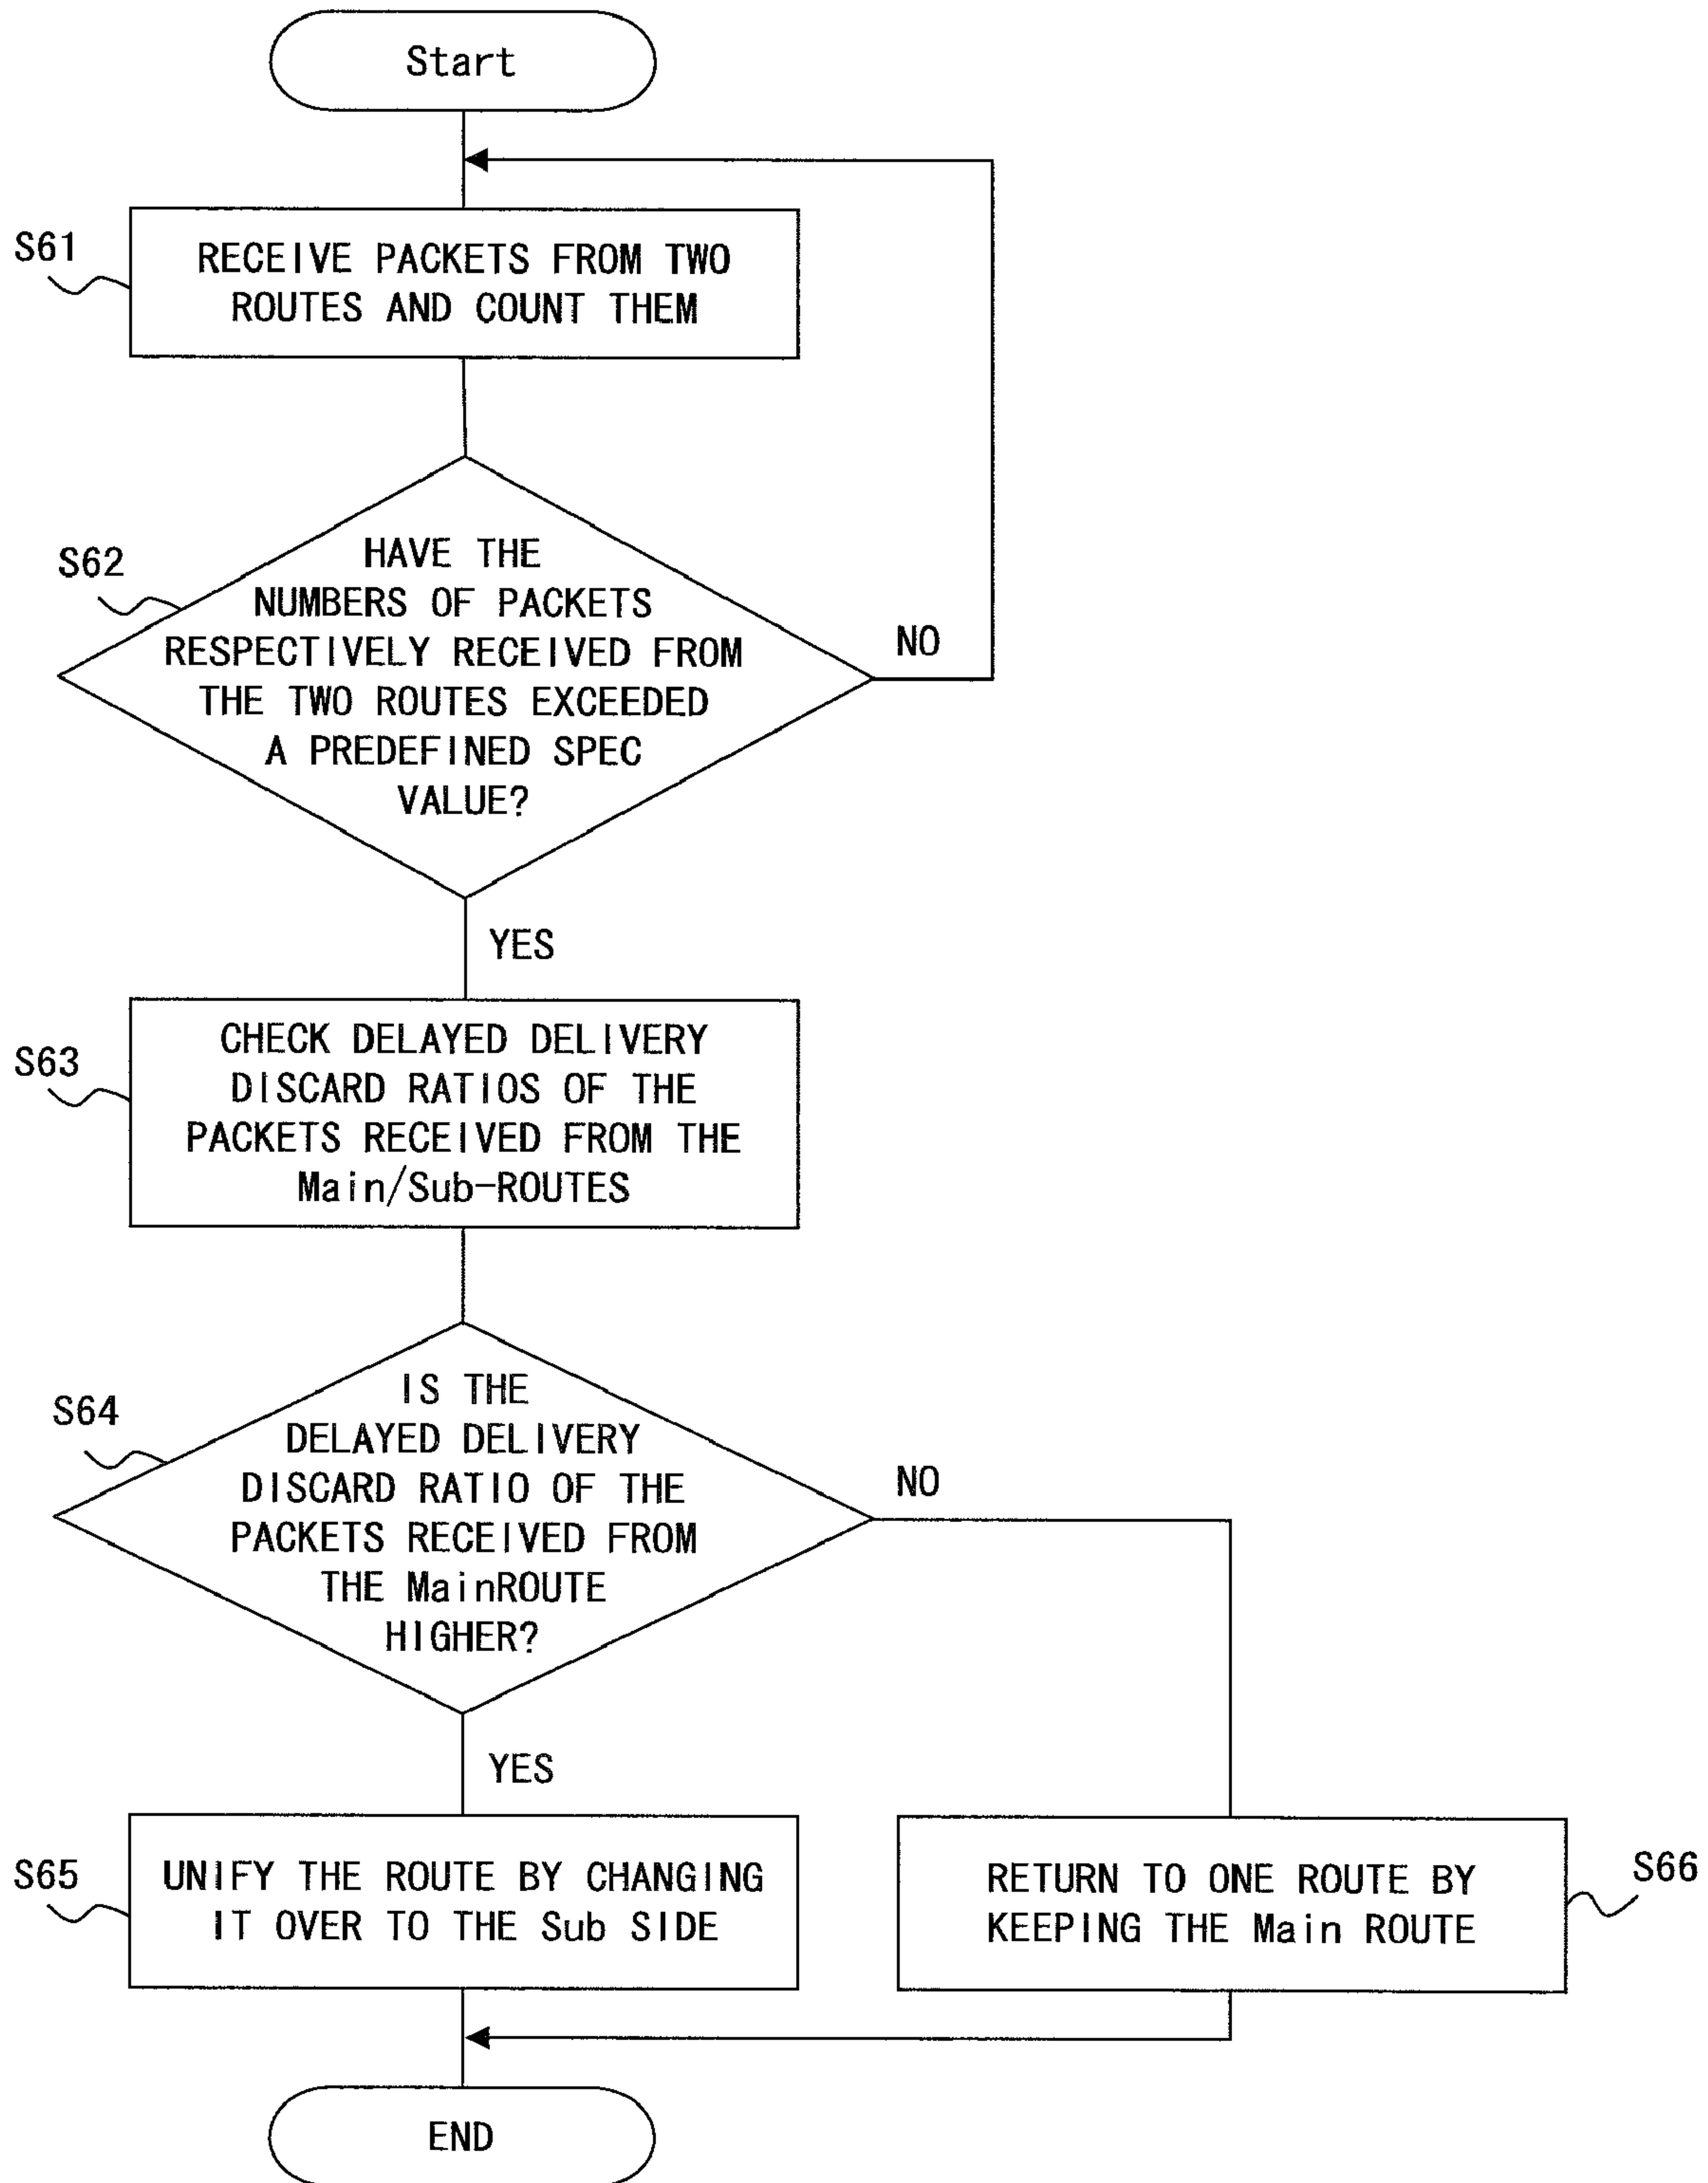 Start
S61
RECEIVE PACKETS FROM TWO
ROUTES AND COUNT THEM
S62
HAVE THE
NUMBERS OF PACKETS
RESPECTIVELY RECEIVED FROM
THE TWO ROUTES EXCEEDED
A PREDEFINED SPEC
VALUE?
NO
YES
S63
CHECK DELAYED DELIVERY
DISCARD RATIOS OF THE
PACKETS RECEIVED FROM THE
Main/Sub-ROUTES
S64
IS THE
DELAYED DELIVERY
DISCARD RATIO OF THE
PACKETS RECEIVED FROM
THE MainROUTE
HIGHER?
NO
YES
S65
UNIFY THE ROUTE BY CHANGING
IT OVER TO THE Sub SIDE
RETURN TO ONE ROUTE BY
KEEPING THE Main ROUTE
S66
END